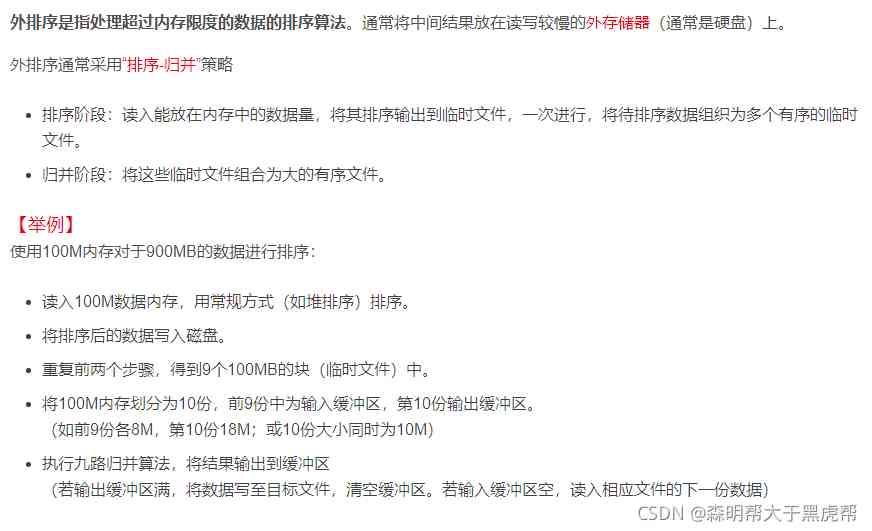 外排序是指处理超过内存限度的数据的排序算法。通常将中间结果放在读写较慢的外存储器（通常是硬盘）上。
外排序通常采用“排序-归并”策略
排序阶段：读入能放在内存中的数据量，将其排序输出到临时文件，一次进行，将待排序数据组织为多个有序的临时
文件。
归并阶段：将这些临时文件组合为大的有序文件。
【举例】
使用100M内存对于900MB的数据进行排序：
读入100M数据内存，用常规方式（如堆排序）排序。
将排序后的数据写入磁盘。
重复前两个步骤，得到9个100MB的块（临时文件）中。
将100M内存划分为10份，前9份中为输入缓冲区，第10份输出缓冲区。
（如前9份各8M，第10份18M；或10份大小同时为10M）
执行九路归并算法，将结果输出到缓冲区
（若输出缓冲区满，将数据写至目标文件，清空缓冲区。若输入缓冲区空，读入相应文件的下一份数据）
CSDN @森明帮大于黑虎帮